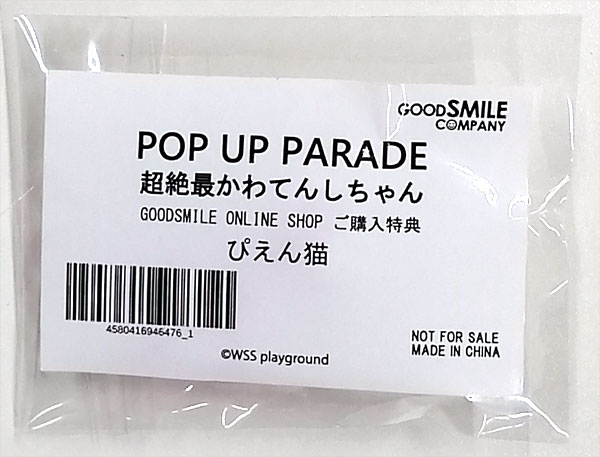 GOODSMILE
COMPANY
POP UP PARADE
超絶最かわてんしちゃん
GOODSMILE ONLINE SHOP ご購入特典
ぴえん猫
4580416946476_1
NOT FOR SALE
MADE IN CHINA
©WSS playground